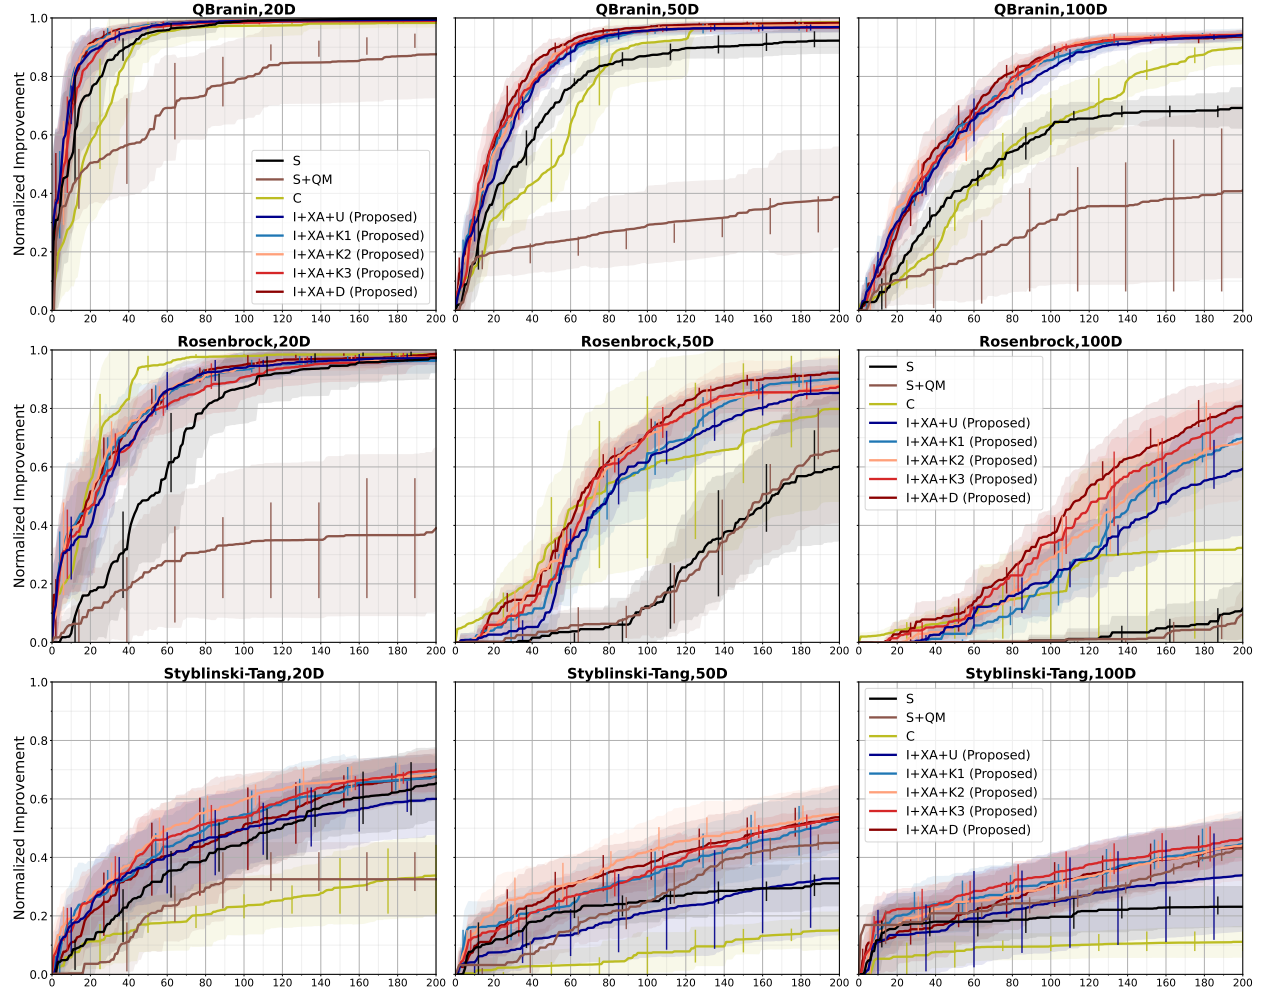 QBranin,20D
QBranin,50D
QBranin,100D
Normalized Improvement
1.0
0.8
0.6
0.4
0.2
0.0
S
S+QM
C
I+XA+U (Proposed)
I+XA+K1 (Proposed)
I+XA+K2 (Proposed)
I+XA+K3 (Proposed)
I+XA+D (Proposed)
0 20 40 60 80 100 120 140 160 180 200
0 20 40 60 80 100 120 140 160 180 200
0 20 40 60 80 100 120 140 160 180 200
Rosenbrock,20D
Rosenbrock,50D
Rosenbrock,100D
Normalized Improvement
1.0
0.8
0.6
0.4
0.2
0.0
S
S+QM
C
I+XA+U (Proposed)
I+XA+K1 (Proposed)
I+XA+K2 (Proposed)
I+XA+K3 (Proposed)
I+XA+D (Proposed)
0 20 40 60 80 100 120 140 160 180 200
0 20 40 60 80 100 120 140 160 180 200
0 20 40 60 80 100 120 140 160 180 200
Styblinski-Tang,20D
Styblinski-Tang,50D
Styblinski-Tang,100D
Normalized Improvement
1.0
0.8
0.6
0.4
0.2
0.0
S
S+QM
C
I+XA+U (Proposed)
I+XA+K1 (Proposed)
I+XA+K2 (Proposed)
I+XA+K3 (Proposed)
I+XA+D (Proposed)
0 20 40 60 80 100 120 140 160 180 200
0 20 40 60 80 100 120 140 160 180 200
0 20 40 60 80 100 120 140 160 180 200